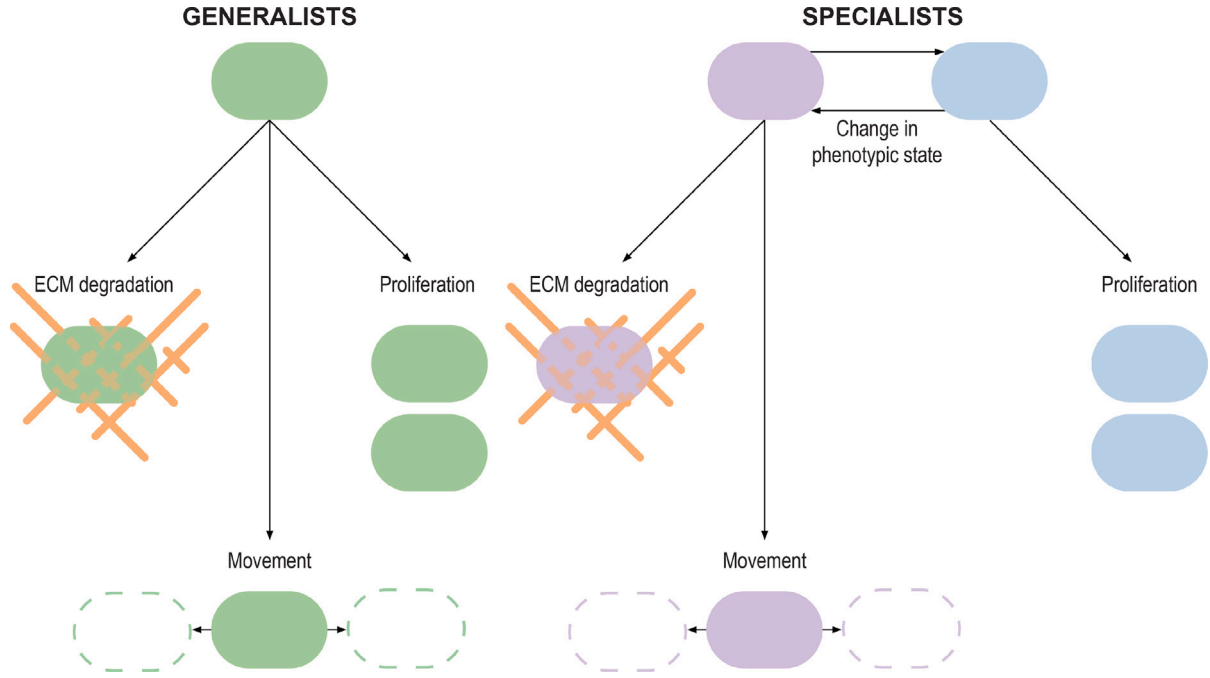 GENERALISTS
SPECIALISTS
Change in
phenotypic state
ECM degradation
Proliferation
ECM degradation
Proliferation
Movement
Movement